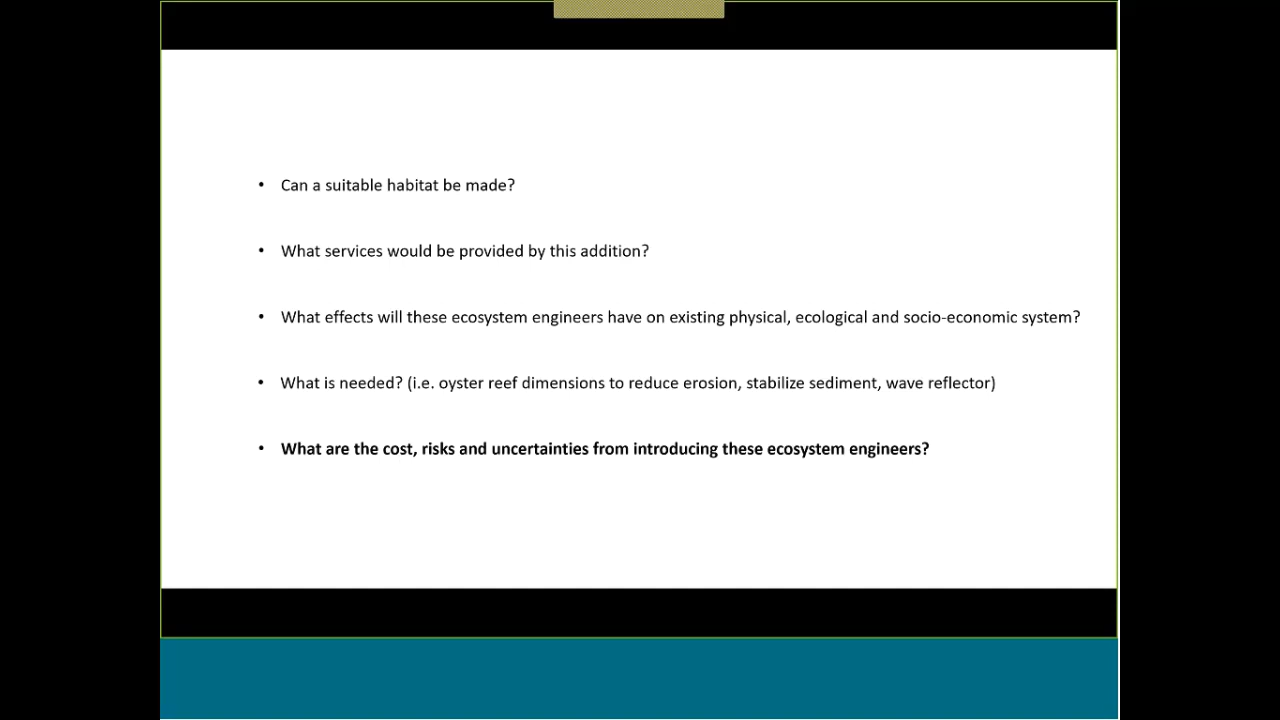 • Can a suitable habitat be made?
• What services would be provided by this addition?
• What effects will these ecosystem engineers have on existing physical, ecological and socio-economic system?
• What is needed? (i.e. oyster reef dimensions to reduce erosion, stabilize sediment, wave reflector)
• What are the cost, risks and uncertainties from introducing these ecosystem engineers?